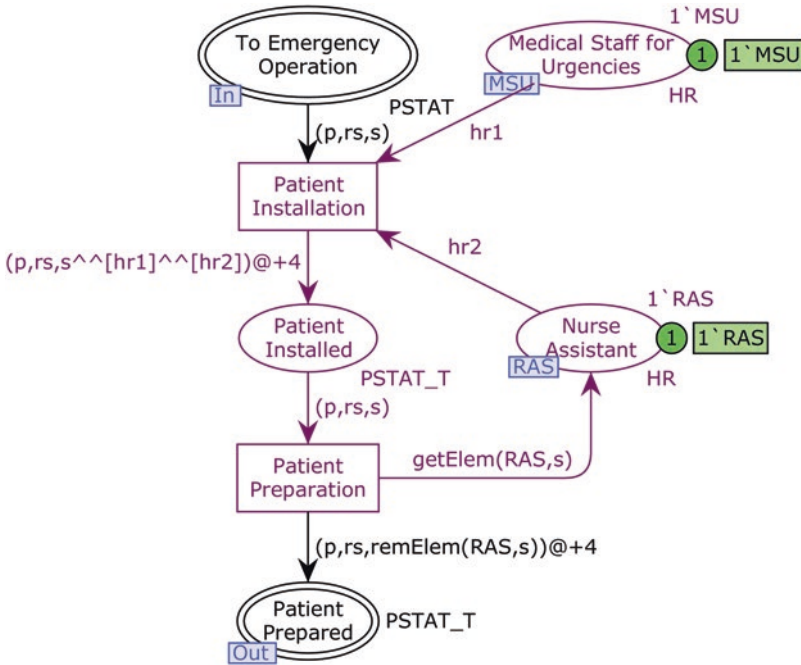 1`MSU
To Emergency
Operation
In
Medical Staff for
Urgencies
MSU
1
1`MSU
HR
PSTAT
(p,rs,s)
hr1
Patient
Installation
(p,rs,s^^[hr1]^^[hr2])@+4
hr2
1`RAS
Patient
Installed
Nurse
Assistant
RAS
1
1`RAS
HR
PSTAT_T
(p,rs,s)
Patient
Preparation
getElem(RAS,s)
(p,rs,remElem(RAS,s))@+4
Patient
Prepared
Out
PSTAT_T